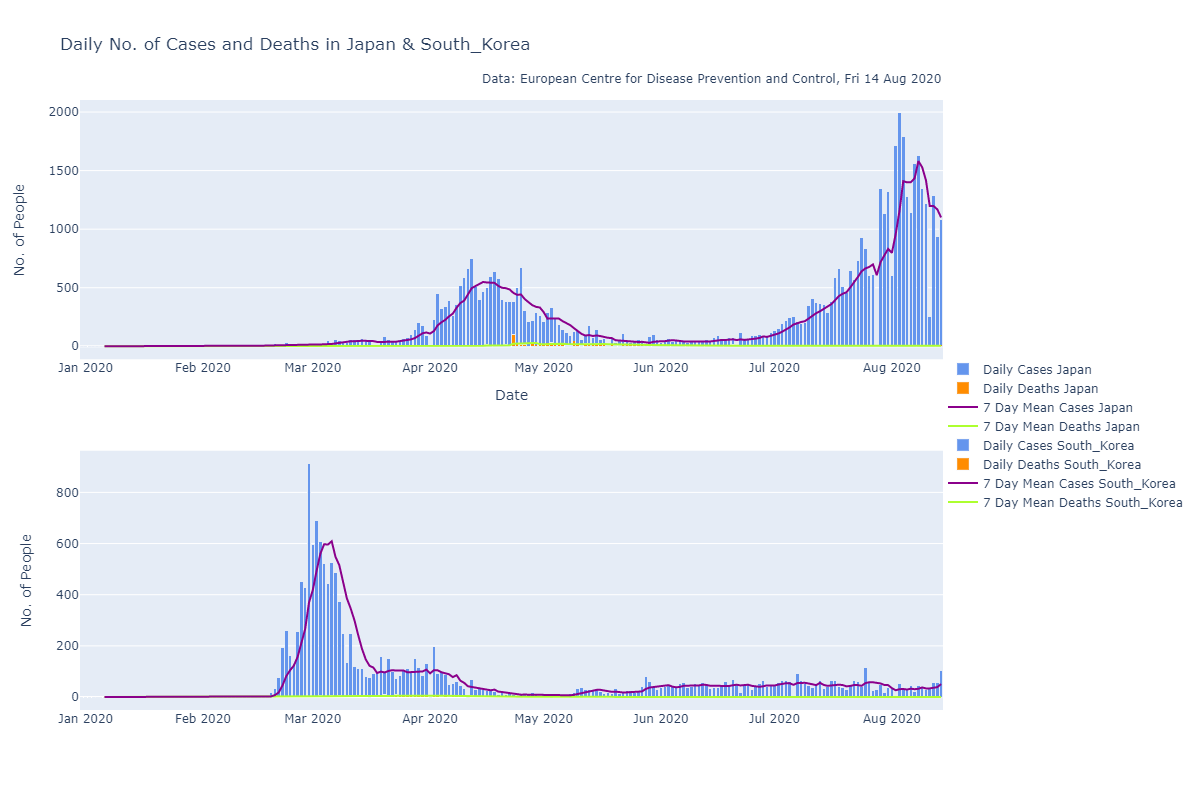 Daily No. of Cases and Deaths in Japan & South_Korea
Data: European Centre for Disease Prevention and Control, Fri 14 Aug 2020
No. of People
2000
1500
1000
500
0
Jan 2020 Feb 2020 Mar 2020 Apr 2020 May 2020 Jun 2020 Jul 2020 Aug 2020
Date
Daily Cases Japan
Daily Deaths Japan
7 Day Mean Cases Japan
7 Day Mean Deaths Japan
Daily Cases South_Korea
Daily Deaths South_Korea
7 Day Mean Cases South_Korea
7 Day Mean Deaths South_Korea
No. of People
800
600
400
200
0
Jan 2020 Feb 2020 Mar 2020 Apr 2020 May 2020 Jun 2020 Jul 2020 Aug 2020